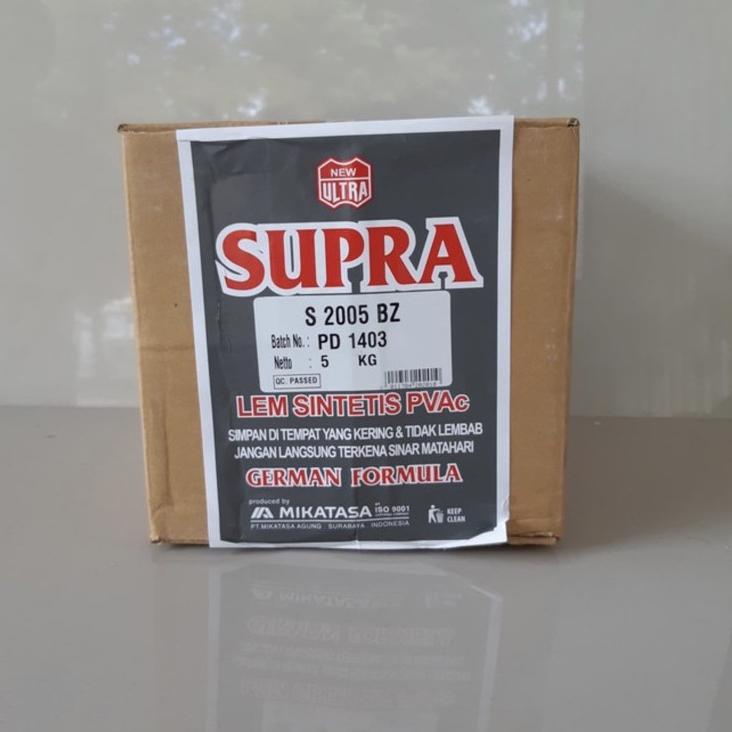 NEW
ULTRA
SUPRA
S 2005 BZ
Batch No. : PD 1403
Netto : 5 KG
QC. PASSED
LEM SINTETIS PVAc
SIMPAN DI TEMPAT YANG KERING & TIDAK LEMBAB
JANGAN LANGSUNG TERKENA SINAR MATAHARI
GERMAN FORMULA
produced by
MIKATASA
ISO 9001
PT. MIKATASA AGUNG . SURABAYA . INDONESIA
KEEP
CLEAN